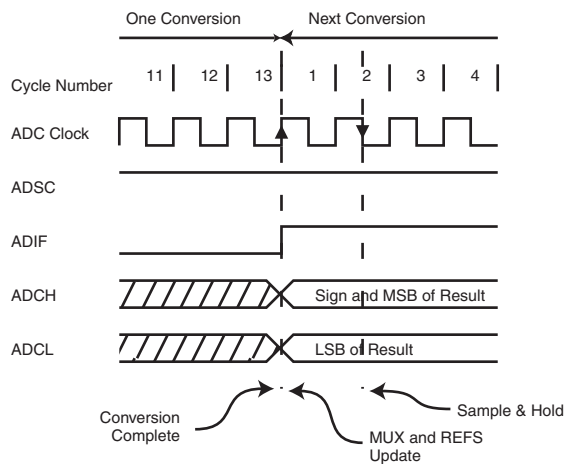 One Conversion Next Conversion
Cycle Number 11 12 13 1 2 3 4
ADC Clock
ADSC
ADIF
ADCH Sign and MSB of Result
ADCL LSB of Result
Conversion
Complete
MUX and REFS
Update
Sample & Hold